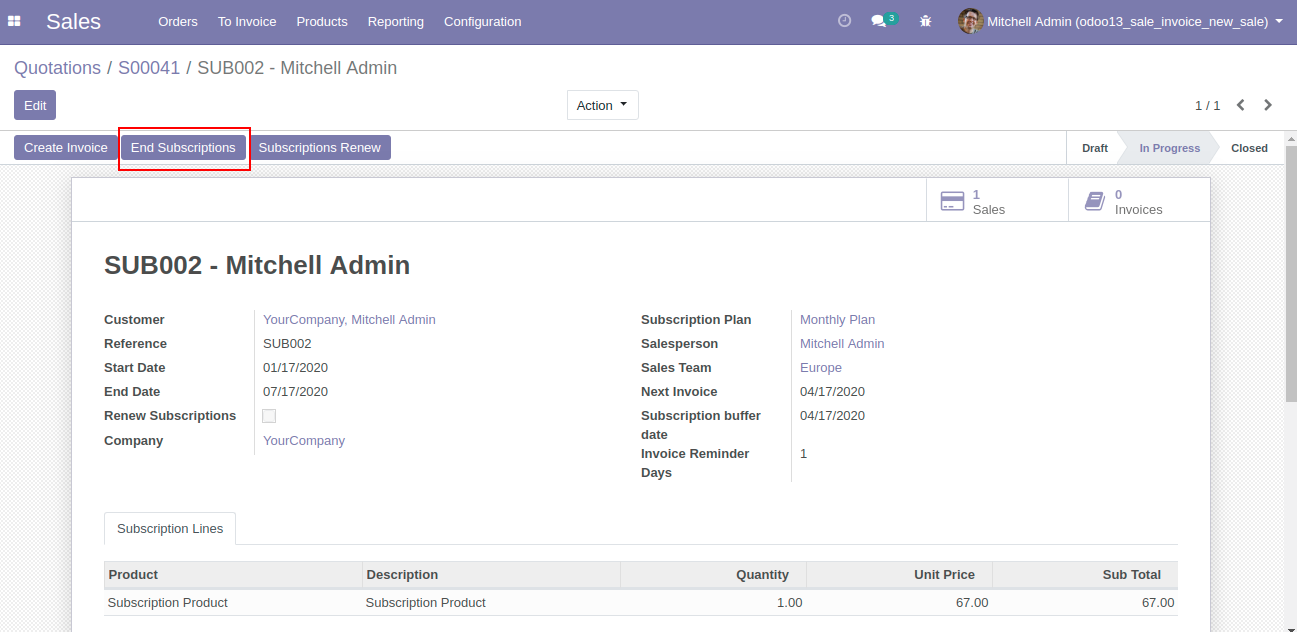 Sales Orders To Invoice Products Reporting Configuration 3 Mitchell Admin (odoo13_sale_invoice_new_sale)
Quotations / S00041 / SUB002 - Mitchell Admin
Edit Action 1 / 1
Create Invoice End Subscriptions Subscriptions Renew Draft In Progress Closed
1
Sales
0
Invoices
SUB002 - Mitchell Admin
Customer YourCompany, Mitchell Admin
Reference SUB002
Start Date 01/17/2020
End Date 07/17/2020
Renew Subscriptions
Company YourCompany
Subscription Plan Monthly Plan
Salesperson Mitchell Admin
Sales Team Europe
Next Invoice 04/17/2020
Subscription buffer 04/17/2020
date
Invoice Reminder 1
Days
Subscription Lines
Product Description Quantity Unit Price Sub Total
Subscription Product Subscription Product 1.00 67.00 67.00